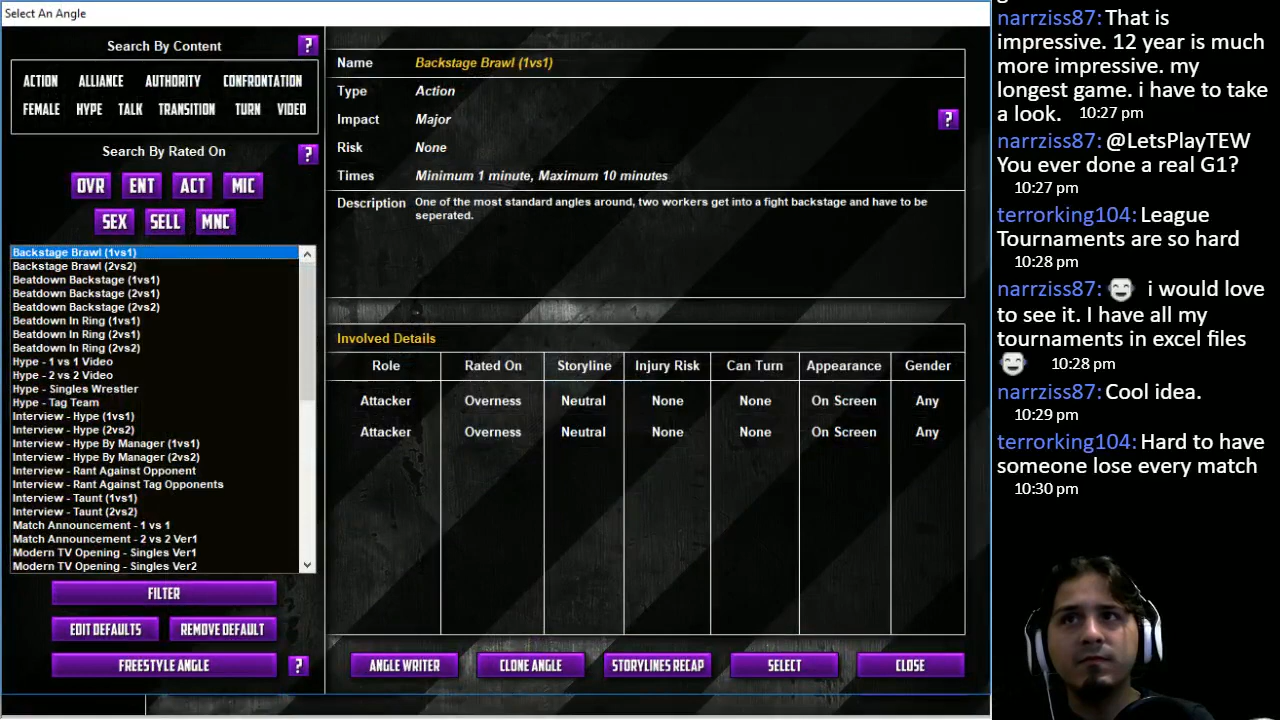 Select An Angle
Search By Content
?
ACTION ALLIANCE AUTHORITY CONFRONTATION
FEMALE HYPE TALK TRANSITION TURN VIDEO
Search By Rated On
?
OVR ENT ACT MIC
SEX SELL MNC
Backstage Brawl (1vs1)
Backstage Brawl (2vs2)
Beatdown Backstage (1vs1)
Beatdown Backstage (2vs1)
Beatdown Backstage (2vs2)
Beatdown In Ring (1vs1)
Beatdown In Ring (2vs1)
Beatdown In Ring (2vs2)
Hype - 1 vs 1 Video
Hype - 2 vs 2 Video
Hype - Singles Wrestler
Hype - Tag Team
Interview - Hype (1vs1)
Interview - Hype (2vs2)
Interview - Hype By Manager (1vs1)
Interview - Hype By Manager (2vs2)
Interview - Rant Against Opponent
Interview - Rant Against Tag Opponents
Interview - Taunt (1vs1)
Interview - Taunt (2vs2)
Match Announcement - 1 vs 1
Match Announcement - 2 vs 2 Ver1
Modern TV Opening - Singles Ver1
Modern TV Opening - Singles Ver2
FILTER
EDIT DEFAULTS REMOVE DEFAULT
FREESTYLE ANGLE ?
Name Backstage Brawl (1vs1)
Type Action
Impact Major
?
Risk None
Times Minimum 1 minute, Maximum 10 minutes
Description One of the most standard angles around, two workers get into a fight backstage and have to be
seperated.
Involved Details
Role Rated On Storyline Injury Risk Can Turn Appearance Gender
Attacker Overness Neutral None None On Screen Any
Attacker Overness Neutral None None On Screen Any
ANGLE WRITER CLONE ANGLE STORYLINES RECAP SELECT CLOSE
narrziss87: That is
impressive. 12 year is much
more impressive. my
longest game. i have to take
a look. 10:27 pm
narrziss87: @LetsPlayTEW
You ever done a real G1?
10:27 pm
terrorking104: League
Tournaments are so hard
10:28 pm
narrziss87: i would love
to see it. I have all my
tournaments in excel files
10:28 pm
narrziss87: Cool idea.
10:29 pm
terrorking104: Hard to have
someone lose every match
10:30 pm